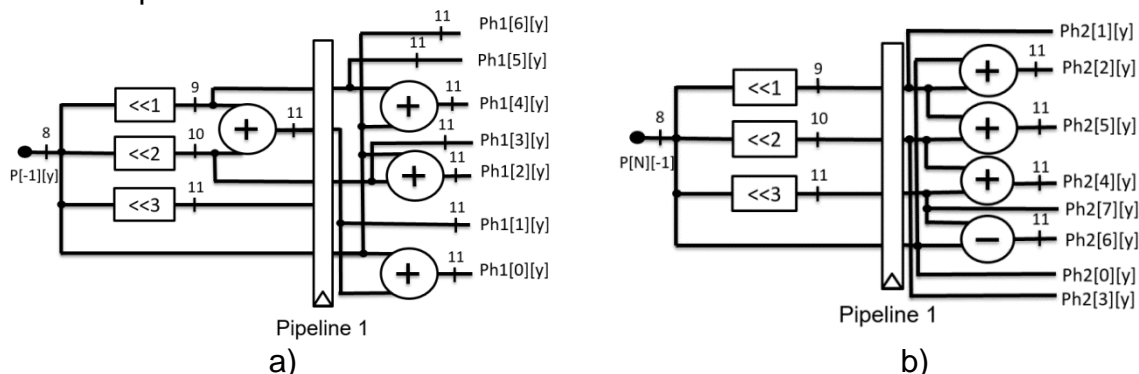 11
Ph1[6][y]
11
Ph1[5][y]
<<1
9
11
Ph1[4][y]
8
<<2
10
11
11
Ph1[3][y]
P[-1][y]
11
Ph1[2][y]
<<3
11
11
Ph1[1][y]
11
Ph1[0][y]
+
+
+
+
Pipeline 1
a)
Ph2[1][y]
<<1
9
+
11
Ph2[2][y]
8
<<2
10
+
11
Ph2[5][y]
P[N][-1]
<<3
11
+
11
Ph2[4][y]
Ph2[7][y]
−
11
Ph2[6][y]
Ph2[0][y]
Ph2[3][y]
Pipeline 1
b)